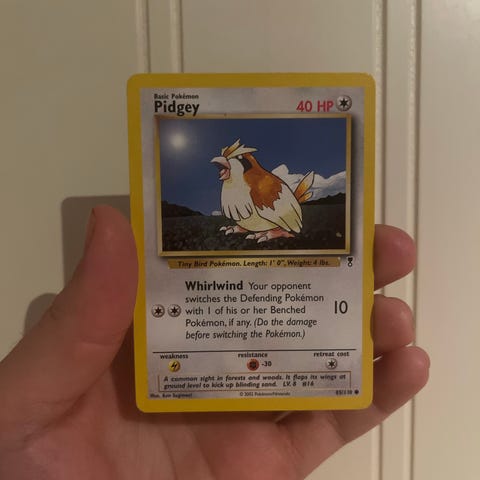 Basic Pokémon
Pidgey 40 HP
Tiny Bird Pokémon. Length: 1' 0", Weight: 4 lbs.
Whirlwind Your opponent
switches the Defending Pokémon
with 1 of his or her Benched 10
Pokémon, if any. (Do the damage
before switching the Pokémon.)
weakness resistance retreat cost
-30
A common sight in forests and woods. It flaps its wings at
ground level to kick up blinding sand. LV. 8 #16
Illus. Ken Sugimori © 2002 Pokémon/Nintendo